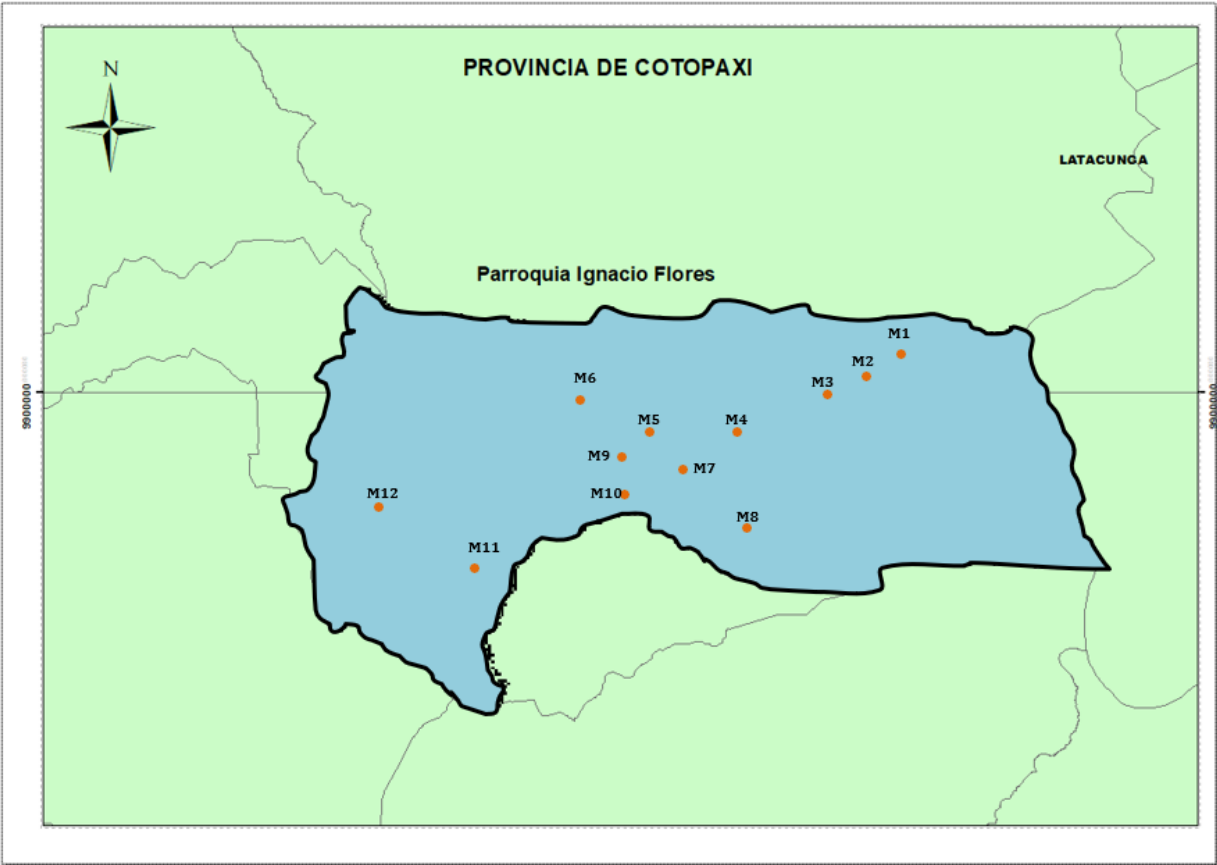 PROVINCIA DE COTOPAXI
N
LATACUNGA
Parroquia Ignacio Flores
M1
M2
M3
M6
M5
M4
M9
M7
M10
M12
M8
M11
9900000
9900000